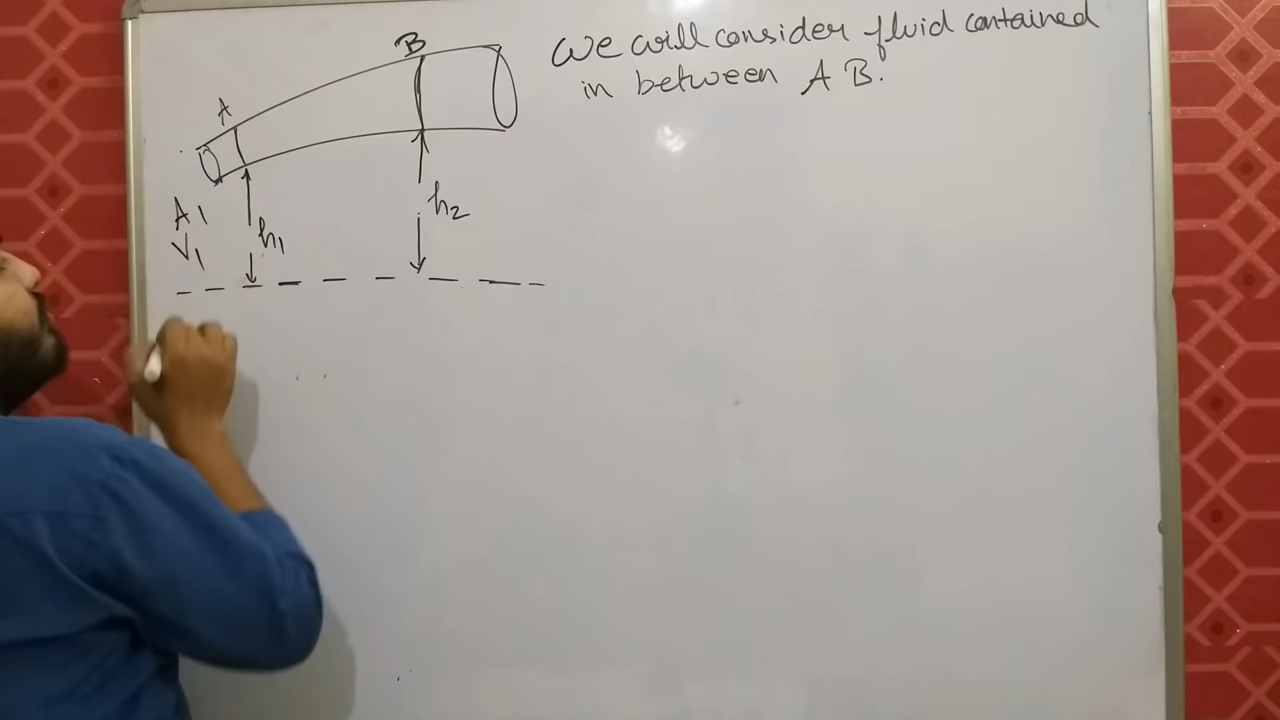 we will consider fluid contained
in between A B.
B
A
A1
V1
h1
h2